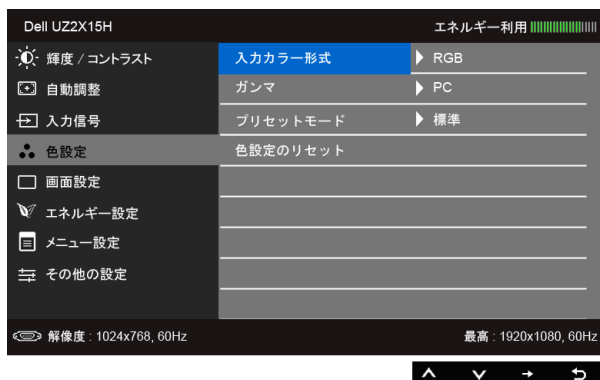 Dell UZ2X15H
エネルギー利用
輝度 / コントラスト
入力カラー形式
RGB
自動調整
ガンマ
PC
入力信号
プリセットモード
標準
色設定
色設定のリセット
画面設定
エネルギー設定
メニュー設定
その他の設定
解像度 : 1024x768, 60Hz
最高 : 1920x1080, 60Hz